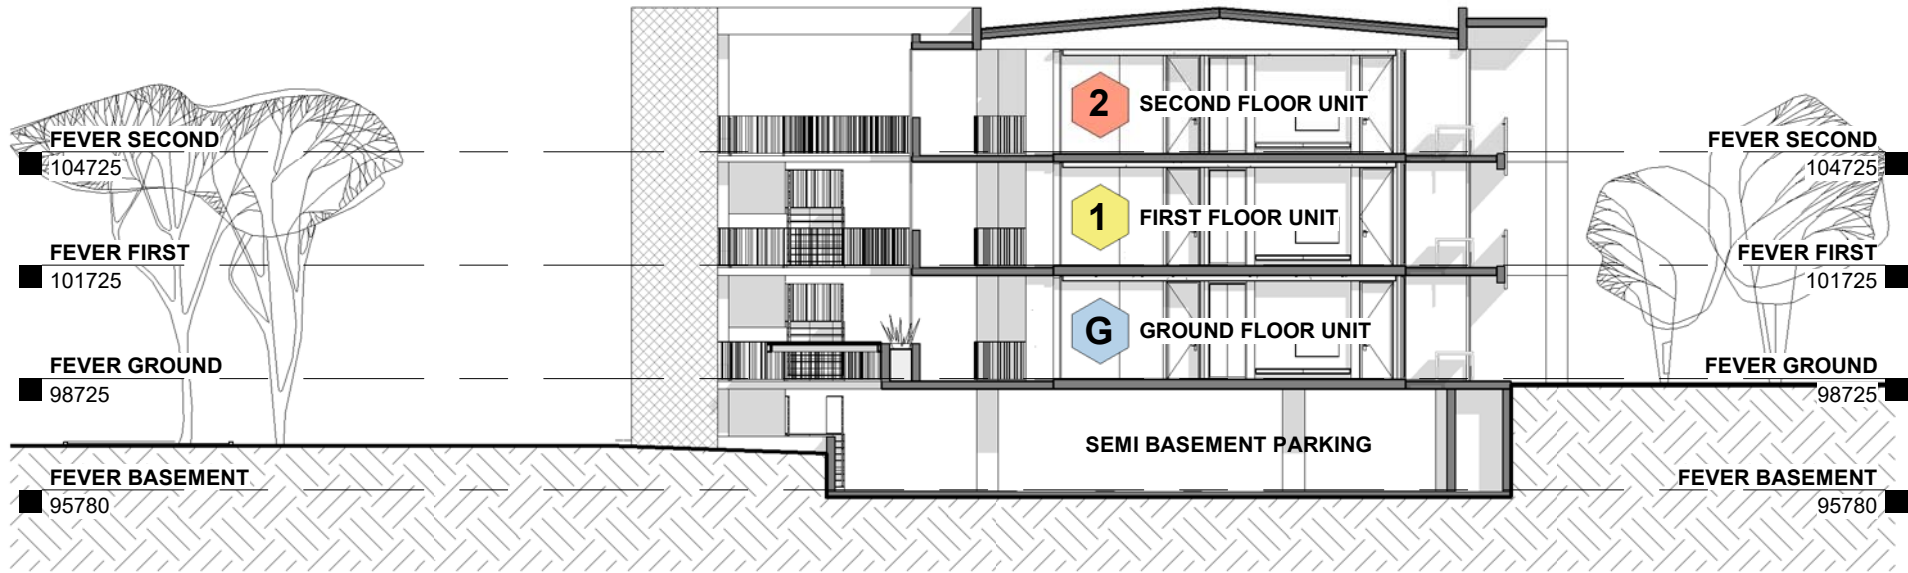 2 SECOND FLOOR UNIT
FEVER SECOND FEVER SECOND
104725 104725
1 FIRST FLOOR UNIT
FEVER FIRST FEVER FIRST
101725 101725
G GROUND FLOOR UNIT
FEVER GROUND FEVER GROUND
98725 98725
SEMI BASEMENT PARKING
FEVER BASEMENT FEVER BASEMENT
95780 95780